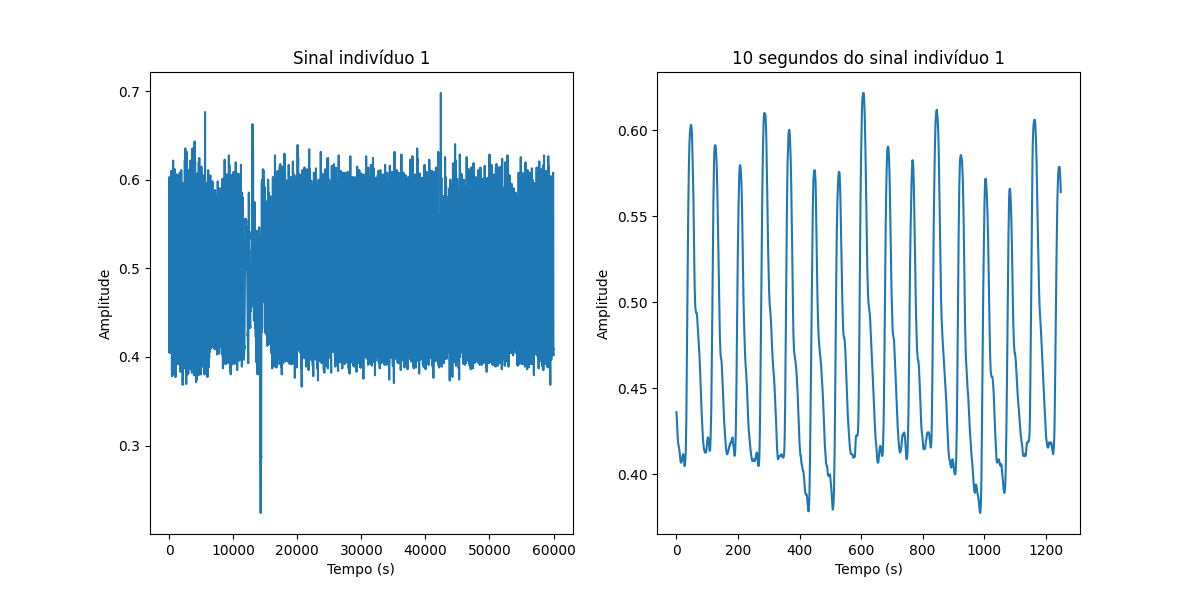 Sinal indivíduo 1
0.7
0.6
0.5
0.4
0.3
Amplitude
0 10000 20000 30000 40000 50000 60000
Tempo (s)
10 segundos do sinal indivíduo 1
0.60
0.55
0.50
0.45
0.40
Amplitude
0 200 400 600 800 1000 1200
Tempo (s)